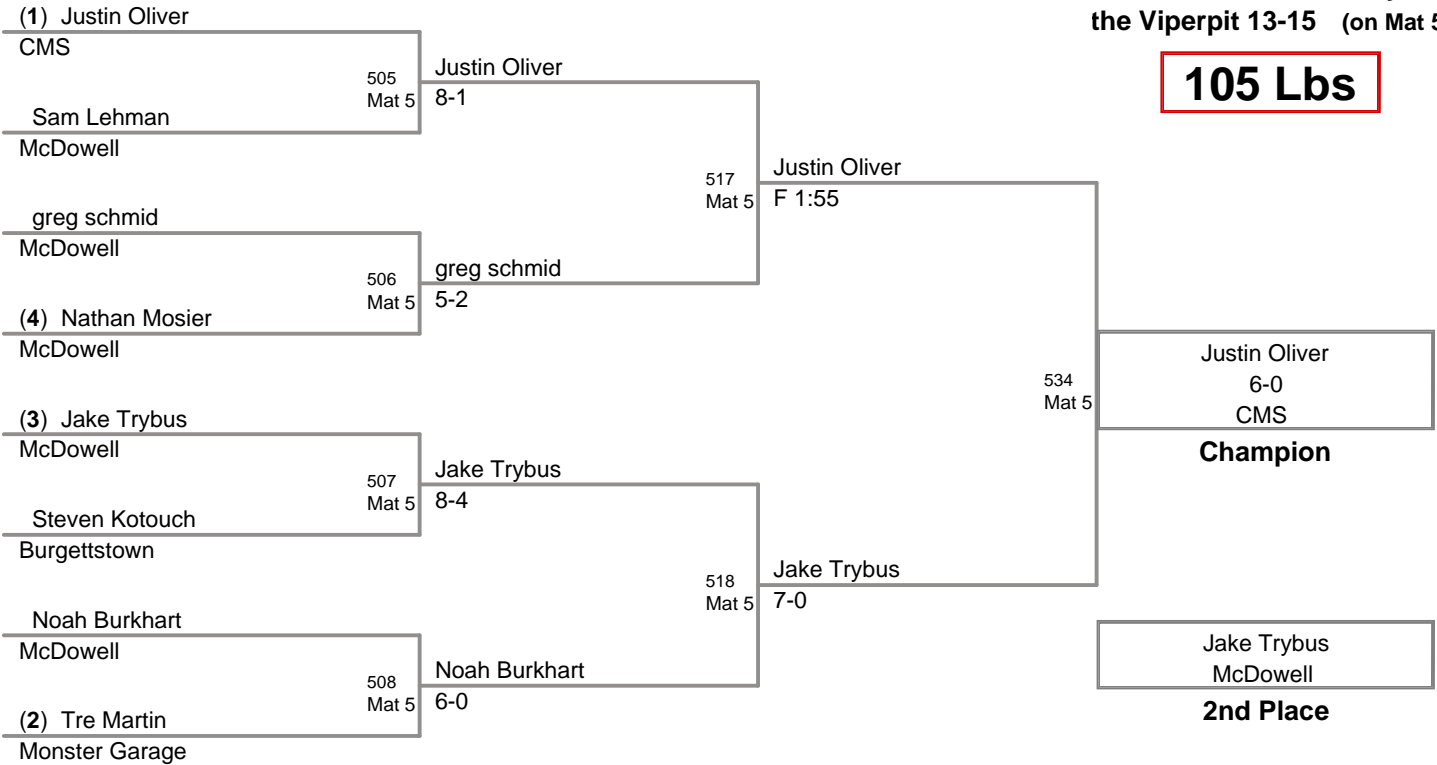 the Viperpit 13-15 (on Mat 5
105 Lbs
(1) Justin Oliver
CMS
505
Mat 5
Justin Oliver
8-1
Sam Lehman
McDowell
517
Mat 5
Justin Oliver
F 1:55
greg schmid
McDowell
506
Mat 5
greg schmid
5-2
(4) Nathan Mosier
McDowell
534
Mat 5
Justin Oliver
6-0
CMS
Champion
(3) Jake Trybus
McDowell
507
Mat 5
Jake Trybus
8-4
Steven Kotouch
Burgettstown
518
Mat 5
Jake Trybus
7-0
Noah Burkhart
McDowell
508
Mat 5
Noah Burkhart
6-0
(2) Tre Martin
Monster Garage
Jake Trybus
McDowell
2nd Place